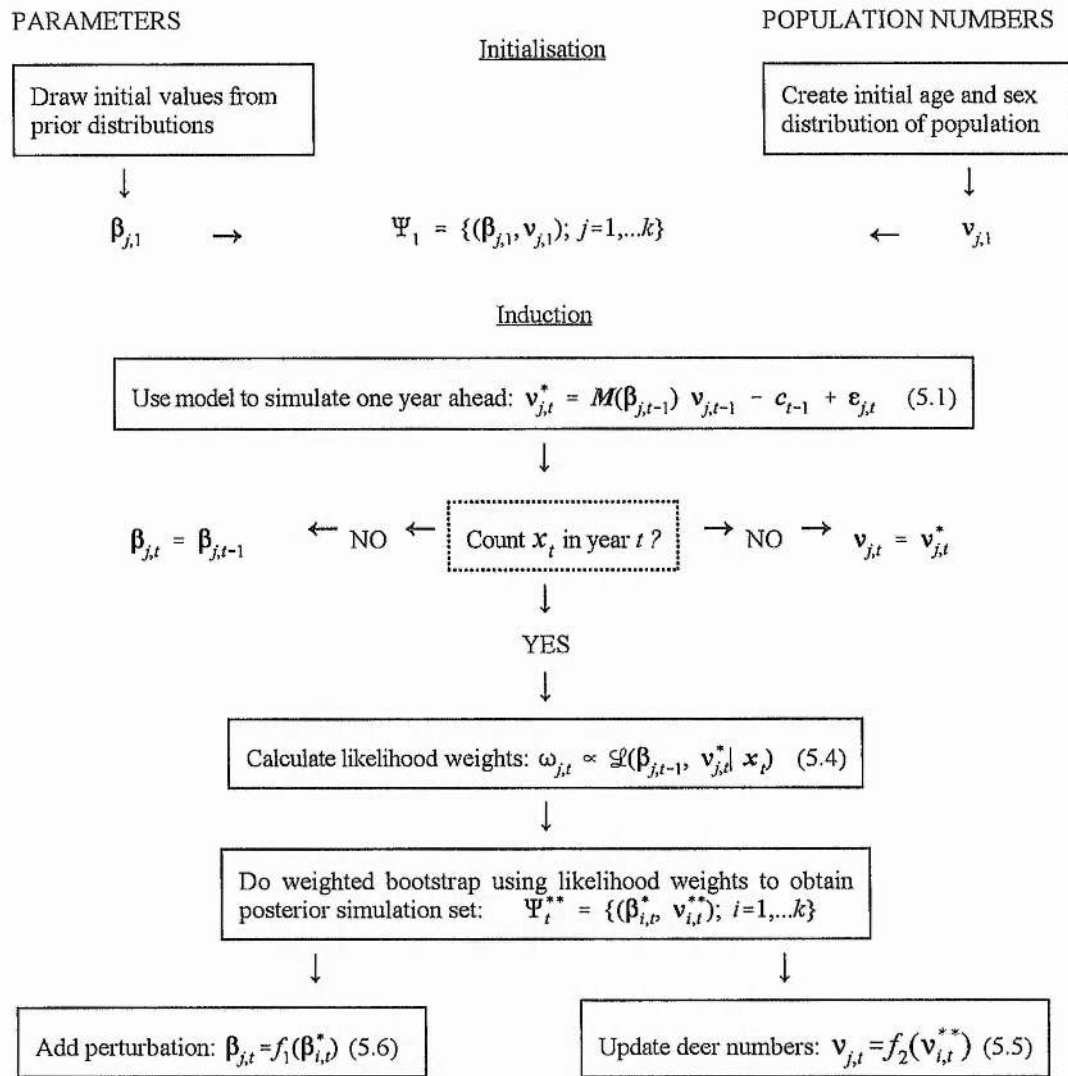 PARAMETERS
POPULATION NUMBERS
Initialisation
Draw initial values from
prior distributions
Create initial age and sex
distribution of population
↓
↓
β_{j,1} → Ψ_1 = {(β_{j,1}, ν_{j,1}); j=1,...k} ← ν_{j,1}
Induction
Use model to simulate one year ahead: ν*_{j,t} = M(β_{j,t-1}) ν_{j,t-1} - c_{t-1} + ε_{j,t} (5.1)
↓
β_{j,t} = β_{j,t-1} ← NO ← Count x_t in year t ? → NO → ν_{j,t} = ν*_{j,t}
↓
YES
↓
Calculate likelihood weights: ω_{j,t} ∝ ℒ(β_{j,t-1}, ν*_{j,t}| x_t) (5.4)
↓
Do weighted bootstrap using likelihood weights to obtain
posterior simulation set: Ψ**_t = {(β*_{i,t}, ν**_{i,t}); i=1,...k}
↓
↓
Add perturbation: β_{j,t} = f_1(β*_{i,t}) (5.6)
Update deer numbers: ν_{j,t} = f_2(ν**_{i,t}) (5.5)